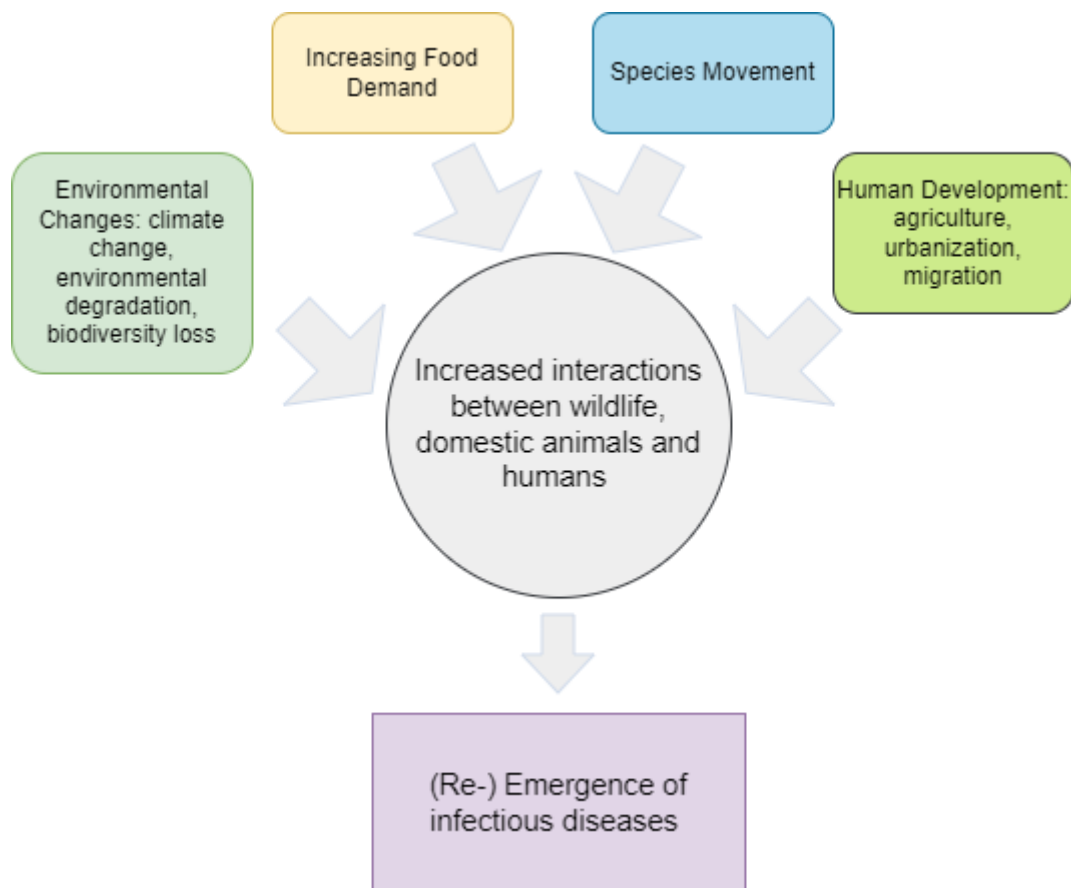 Increasing Food
Demand
Species Movement
Environmental
Changes: climate
change,
environmental
degradation,
biodiversity loss
Human Development:
agriculture,
urbanization,
migration
Increased interactions
between wildlife,
domestic animals and
humans
(Re-) Emergence of
infectious diseases